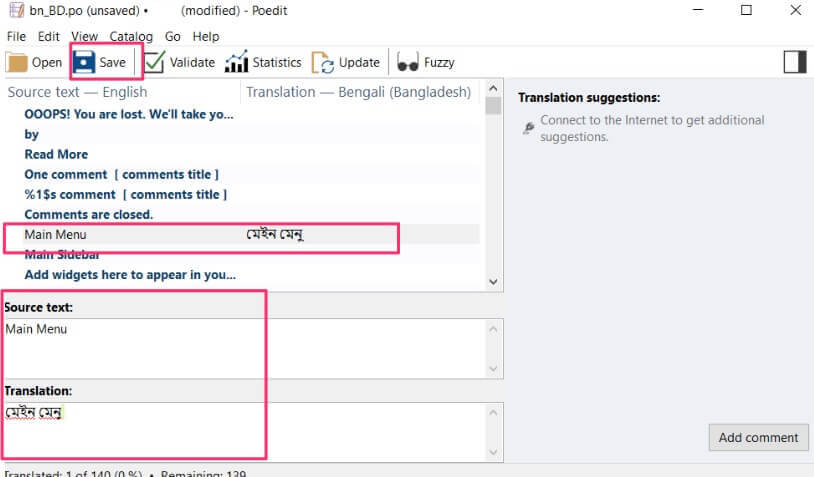 bn_BD.po (unsaved) • (modified) - Poedit
File Edit View Catalog Go Help
Open Save Validate Statistics Update Fuzzy
Source text — English Translation — Bengali (Bangladesh)
OOOPS! You are lost. We'll take yo...
by
Read More
One comment [ comments title ]
%1$s comment [ comments title ]
Comments are closed.
Main Menu মেইন মেনু
Main Sidebar
Add widgets here to appear in you...
Translation suggestions:
Connect to the Internet to get additional
suggestions.
Source text:
Main Menu
Translation:
মেইন মেনু
Add comment
Translated: 1 of 140 (0 %) • Remaining: 139